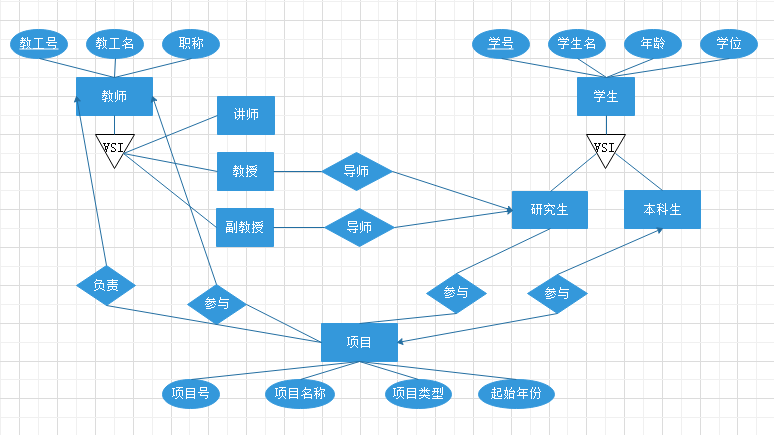 教工号
教工名
职称
学号
学生名
年龄
学位
教师
学生
讲师
ISA
ISA
教授
导师
研究生
本科生
副教授
导师
负责
参与
参与
参与
项目
项目号
项目名称
项目类型
起始年份